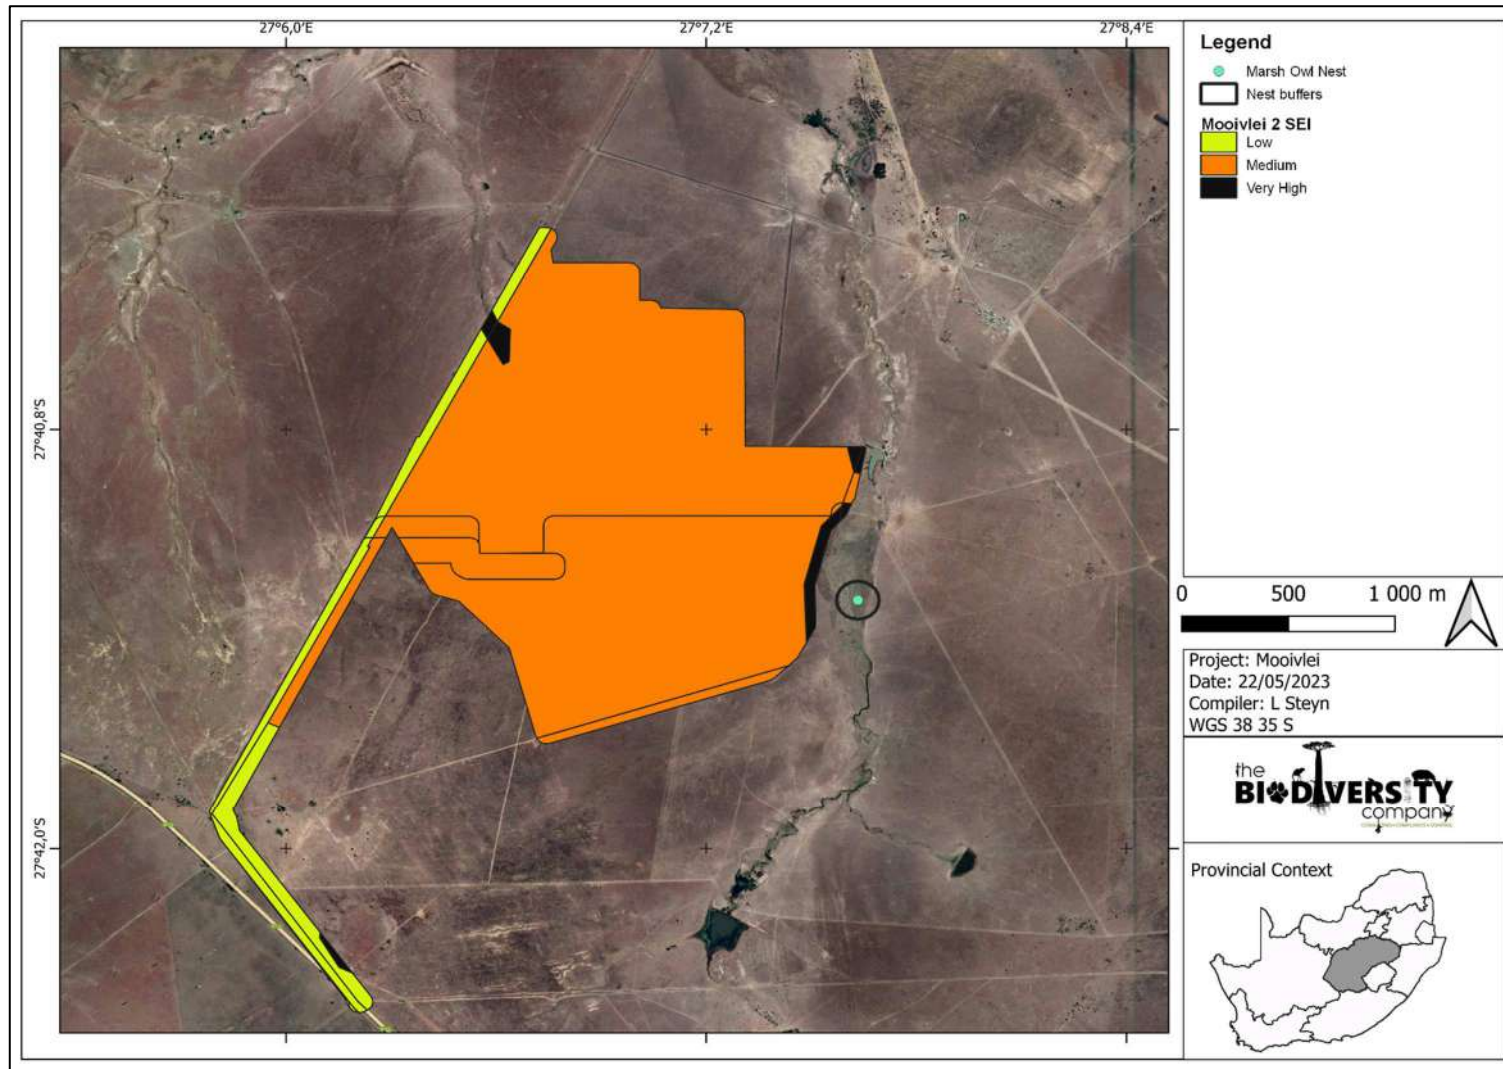 27°6,0'E
27°7,2'E
27°8,4'E
27°40,8'S
27°42,0'S
Legend
Marsh Owl Nest
Nest buffers
Mooivlei 2 SEI
Low
Medium
Very High
0 500 1 000 m
Project: Mooivlei
Date: 22/05/2023
Compiler: L Steyn
WGS 38 35 S
the
BIODIVERSITY
company
Provincial Context